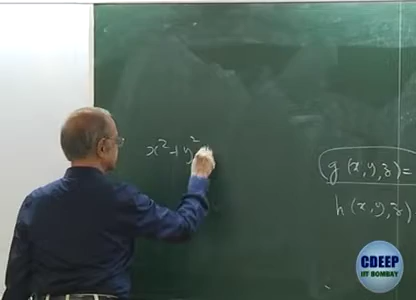 x² + y²
g (x, y, z) =
h (x, y, z)
CDEEP
IIT BOMBAY